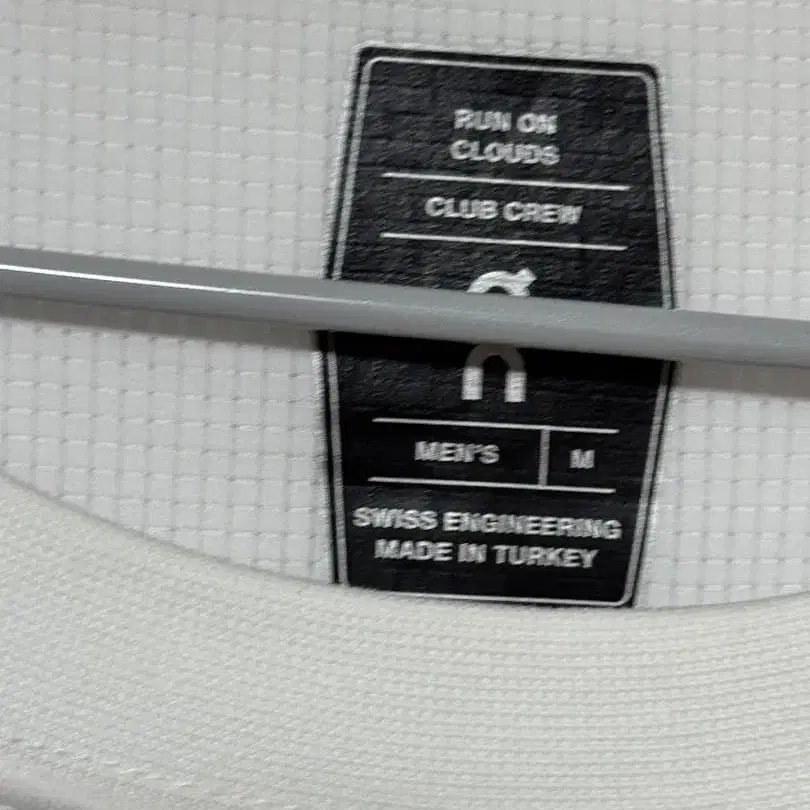 RUN ON
CLOUDS
CLUB CREW
MEN'S M
SWISS ENGINEERING
MADE IN TURKEY